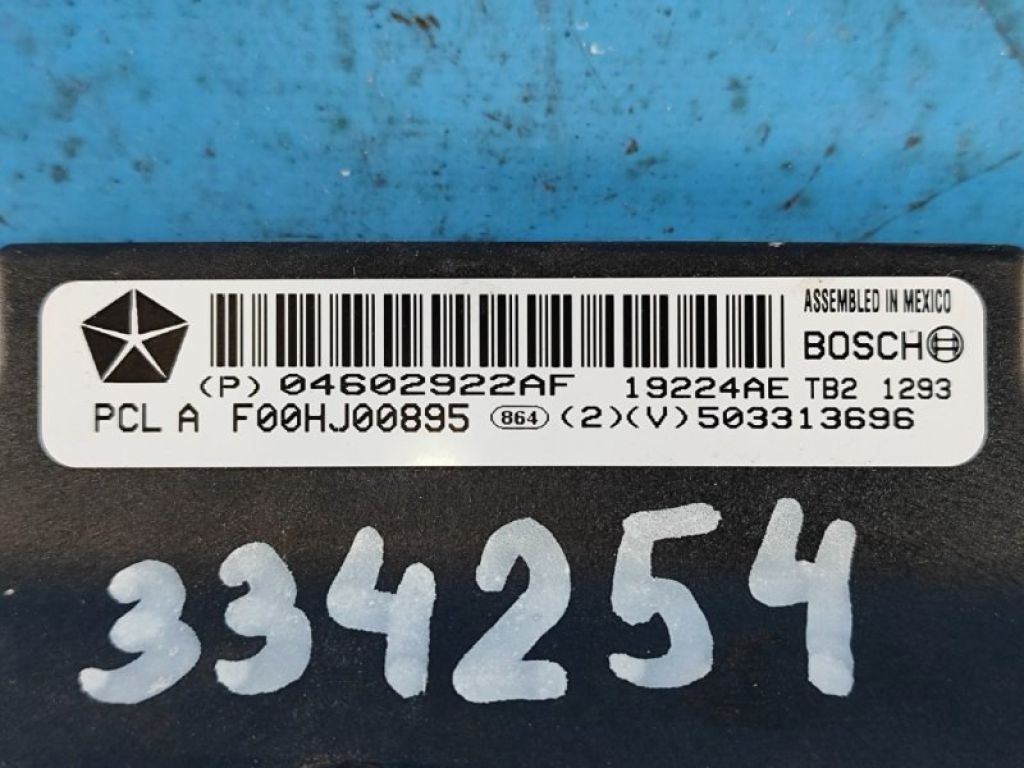 ASSEMBLED IN MEXICO
BOSCH
(P) 04602922AF 19224AE TB2 1293
PCL A F00HJ00895 864 (2)(V)503313696
334254